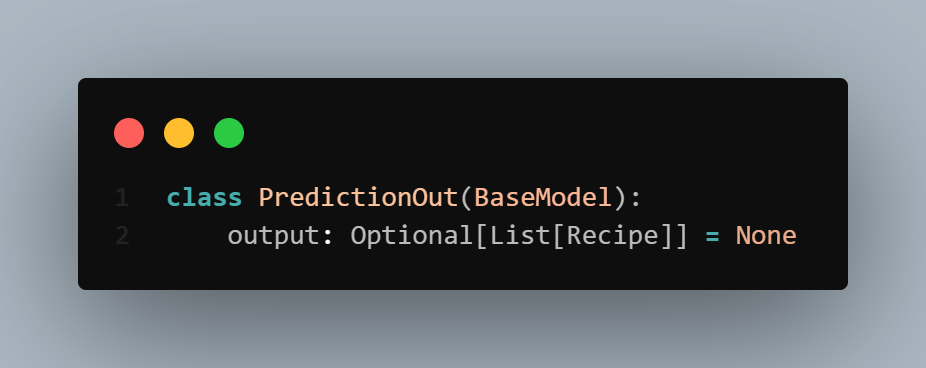 1 class PredictionOut(BaseModel):
2     output: Optional[List[Recipe]] = None